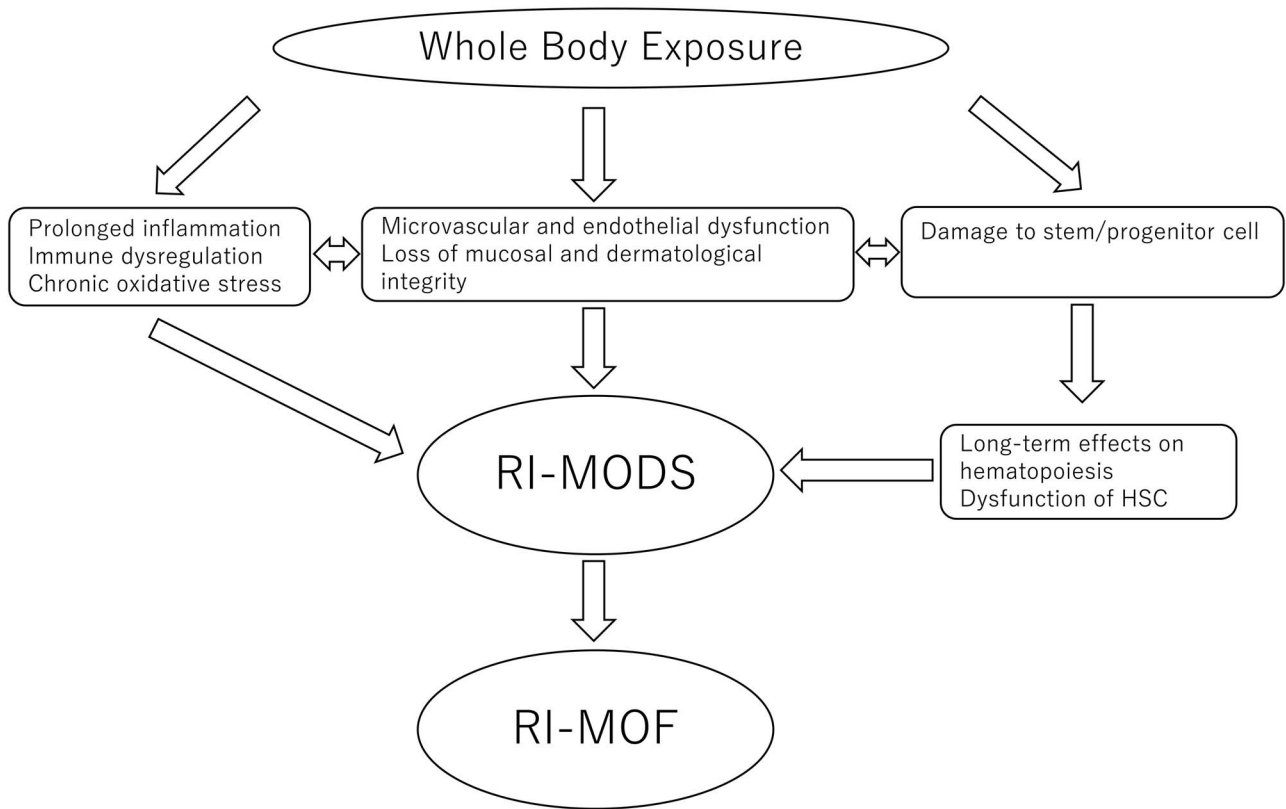 Whole Body Exposure
Prolonged inflammation
Immune dysregulation
Chronic oxidative stress
Microvascular and endothelial dysfunction
Loss of mucosal and dermatological
integrity
Damage to stem/progenitor cell
RI-MODS
Long-term effects on
hematopoiesis
Dysfunction of HSC
RI-MOF